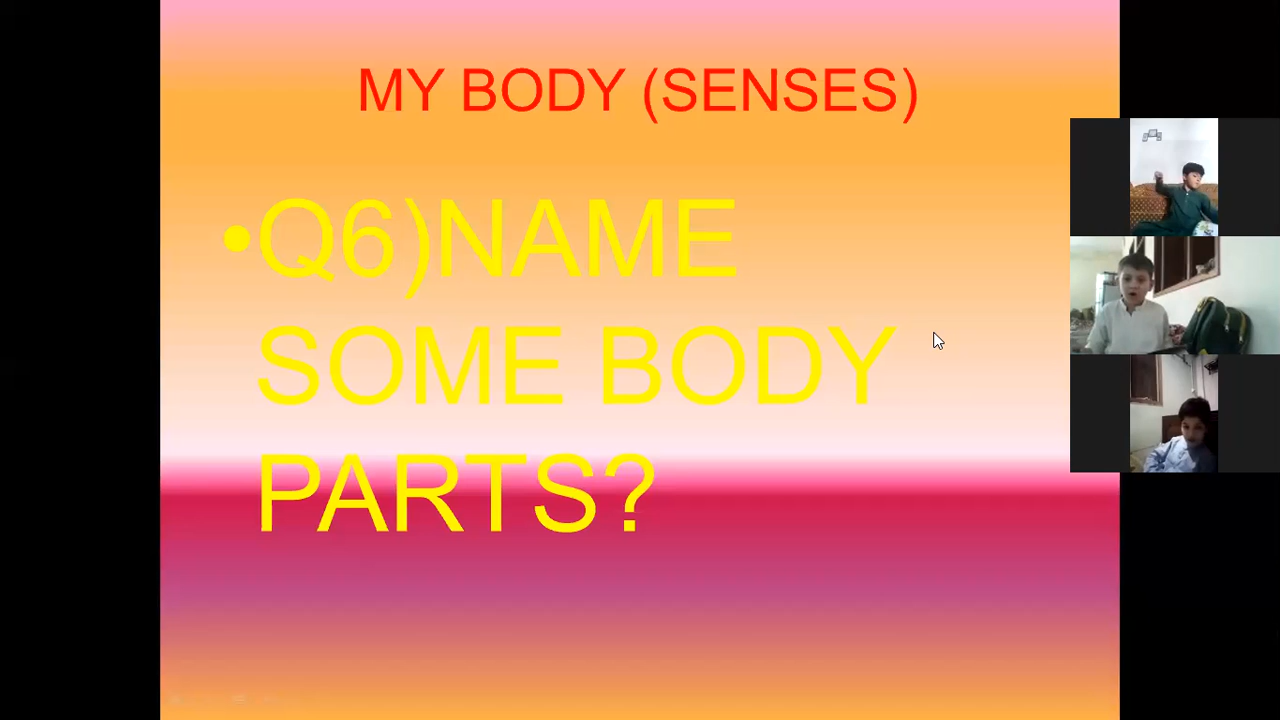 MY BODY (SENSES)
•Q6)NAME
SOME BODY
PARTS?